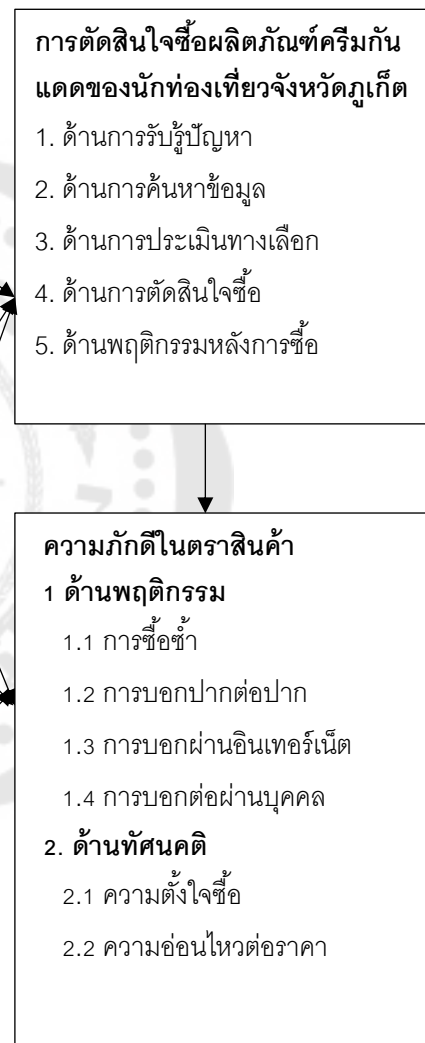 การตัดสินใจซื้อผลิตภัณฑ์ครีมกัน
แดดของนักท่องเที่ยวจังหวัดภูเก็ต
1. ด้านการรับรู้ปัญหา
2. ด้านการค้นหาข้อมูล
3. ด้านการประเมินทางเลือก
4. ด้านการตัดสินใจซื้อ
5. ด้านพฤติกรรมหลังการซื้อ
ความภักดีในตราสินค้า
1 ด้านพฤติกรรม
1.1 การซื้อซ้ำ
1.2 การบอกปากต่อปาก
1.3 การบอกผ่านอินเทอร์เน็ต
1.4 การบอกต่อผ่านบุคคล
2. ด้านทัศนคติ
2.1 ความตั้งใจซื้อ
2.2 ความอ่อนไหวต่อราคา